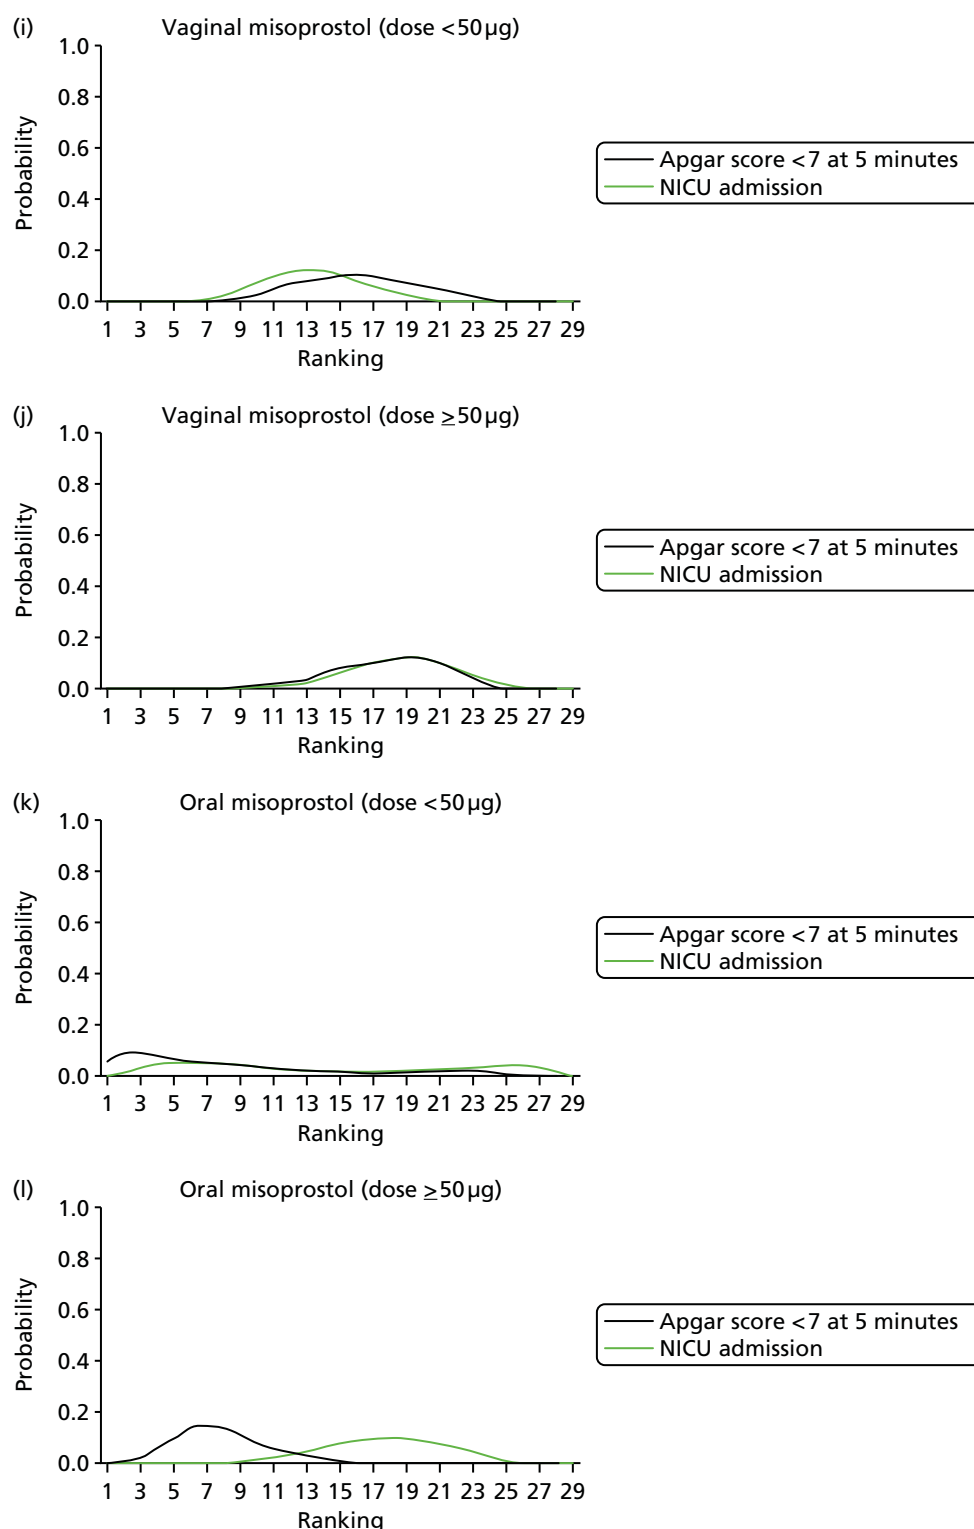 (i) Vaginal misoprostol (dose <50µg)
1.0
0.8
0.6
0.4
0.2
0.0
Probability
1 3 5 7 9 11 13 15 17 19 21 23 25 27 29
Ranking
Apgar score <7 at 5 minutes
NICU admission
(j) Vaginal misoprostol (dose ≥50µg)
1.0
0.8
0.6
0.4
0.2
0.0
Probability
1 3 5 7 9 11 13 15 17 19 21 23 25 27 29
Ranking
Apgar score <7 at 5 minutes
NICU admission
(k) Oral misoprostol (dose <50µg)
1.0
0.8
0.6
0.4
0.2
0.0
Probability
1 3 5 7 9 11 13 15 17 19 21 23 25 27 29
Ranking
Apgar score <7 at 5 minutes
NICU admission
(l) Oral misoprostol (dose ≥50µg)
1.0
0.8
0.6
0.4
0.2
0.0
Probability
1 3 5 7 9 11 13 15 17 19 21 23 25 27 29
Ranking
Apgar score <7 at 5 minutes
NICU admission